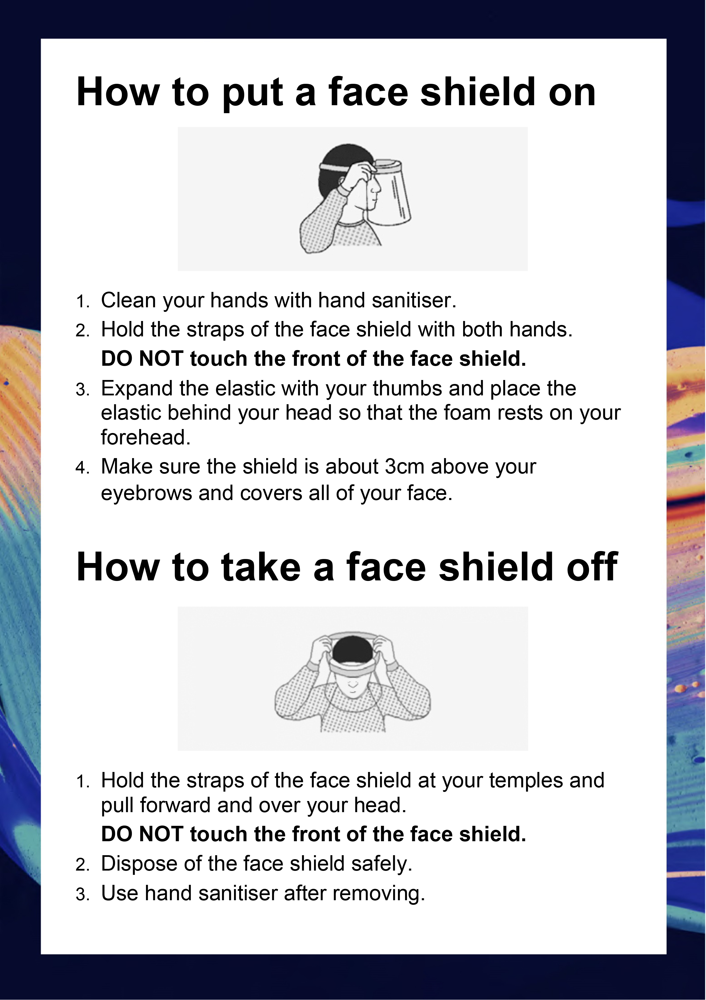 How to put a face shield on
1. Clean your hands with hand sanitiser.
2. Hold the straps of the face shield with both hands.
DO NOT touch the front of the face shield.
3. Expand the elastic with your thumbs and place the
elastic behind your head so that the foam rests on your
forehead.
4. Make sure the shield is about 3cm above your
eyebrows and covers all of your face.
How to take a face shield off
1. Hold the straps of the face shield at your temples and
pull forward and over your head.
DO NOT touch the front of the face shield.
2. Dispose of the face shield safely.
3. Use hand sanitiser after removing.